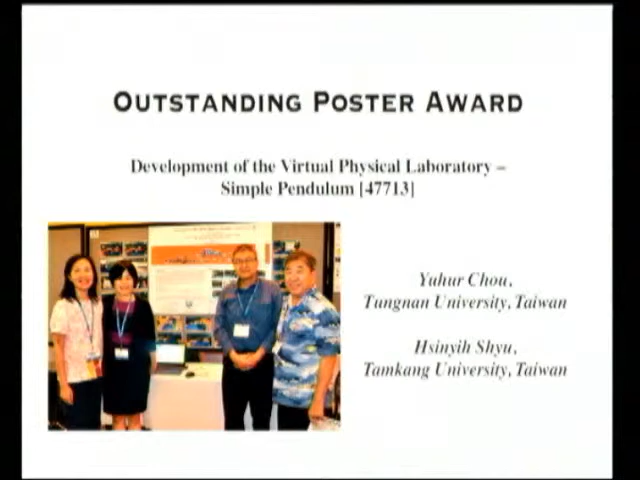 OUTSTANDING POSTER AWARD
Development of the Virtual Physical Laboratory –
Simple Pendulum [47713]
Yuhur Chou,
Tungnan University, Taiwan
Hsinyih Shyu,
Tamkang University, Taiwan